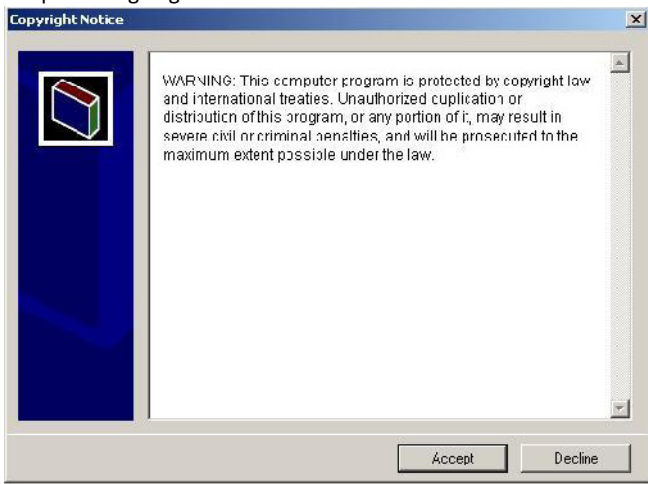 Copyright Notice
WARNING: This computer program is protected by copyright law
and international treaties. Unauthorized duplication or
distribution of this program, or any portion of it, may result in
severe civil or criminal penalties, and will be prosecuted to the
maximum extent possible under the law.
Accept
Decline